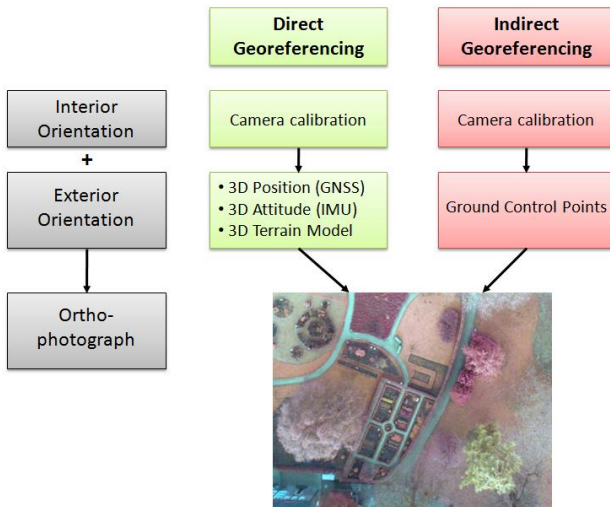 Direct
Georeferencing
Indirect
Georeferencing
Interior
Orientation
Camera calibration
Camera calibration
+
Exterior
Orientation
• 3D Position (GNSS)
• 3D Attitude (IMU)
• 3D Terrain Model
Ground Control Points
Ortho-
photograph